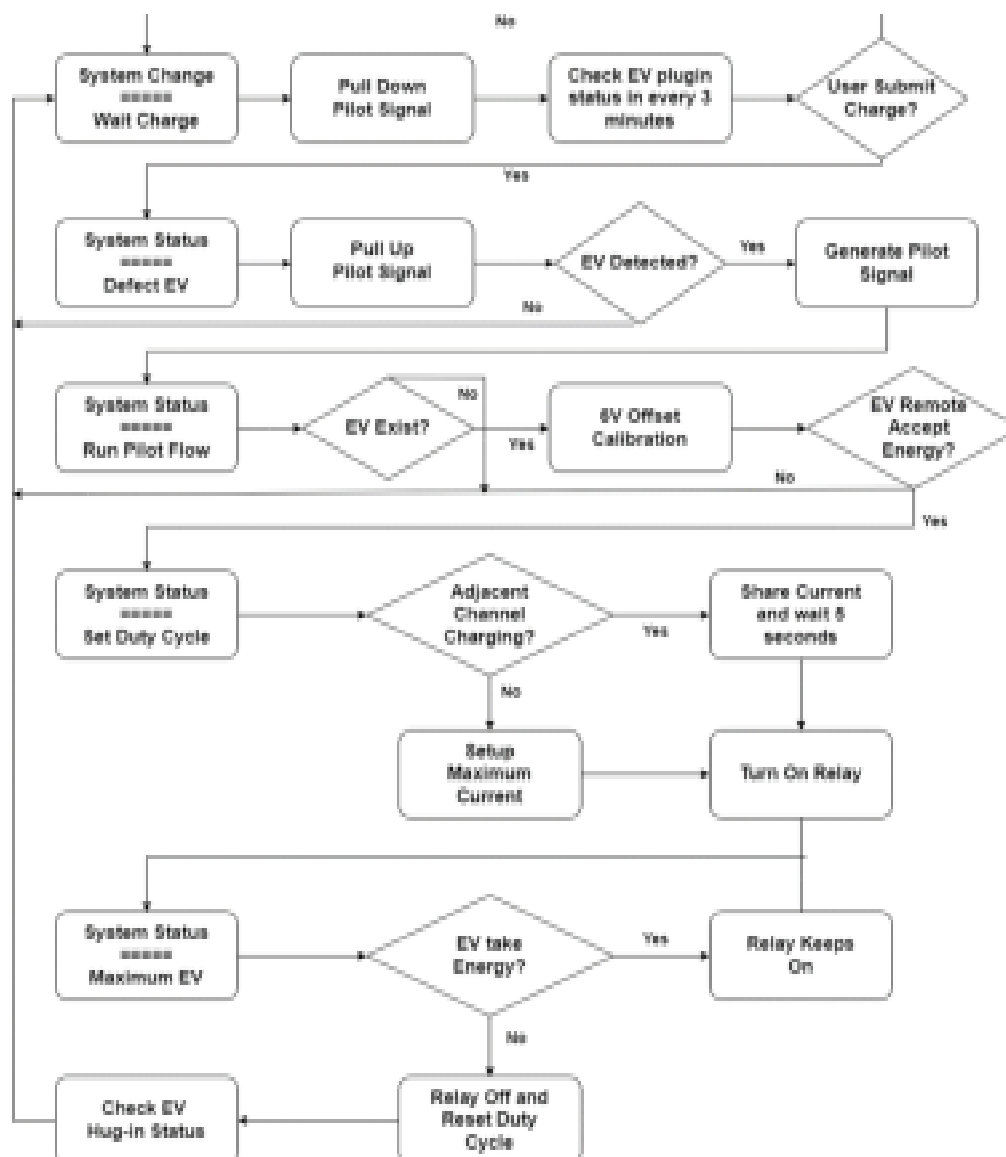 No
System Change
=====
Wait Charge
Pull Down
Pilot Signal
Check EV plugin
status in every 3
minutes
User Submit
Charge?
Yes
System Status
=====
Defect EV
Pull Up
Pilot Signal
EV Detected?
Yes
Generate Pilot
Signal
No
System Status
=====
Run Pilot Flow
EV Exist?
No
Yes
Offset
Calibration
EV Remote
Accept
Energy?
No
Yes
System Status
=====
Set Duty Cycle
Adjacent
Channel
Charging?
Yes
Share Current
and wait 5
seconds
No
Setup
Maximum
Current
Turn On Relay
System Status
=====
Maximum EV
EV take
Energy?
Yes
Relay Keeps
On
No
Check EV
Hug-in Status
Relay Off and
Reset Duty
Cycle